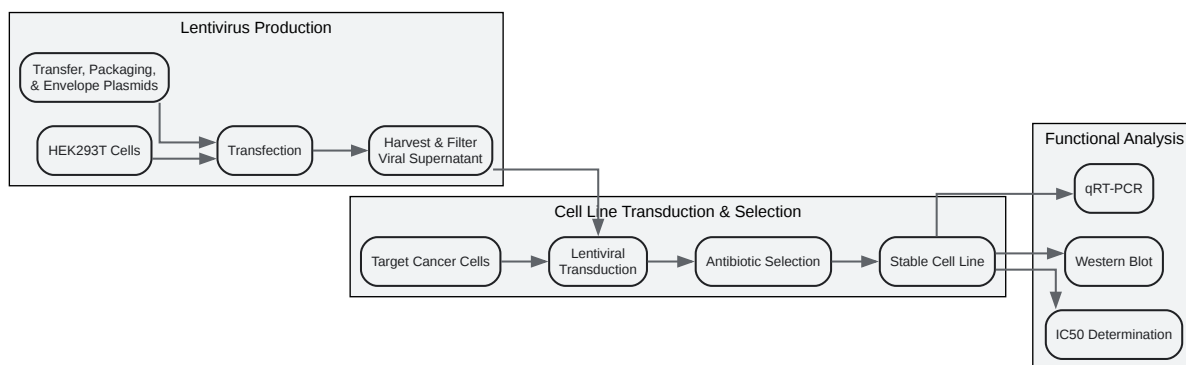 Lentivirus Production
Transfer, Packaging,
& Envelope Plasmids
HEK293T Cells
Transfection
Harvest & Filter
Viral Supernatant
Cell Line Transduction & Selection
Target Cancer Cells
Lentiviral
Transduction
Antibiotic Selection
Stable Cell Line
Functional Analysis
qRT-PCR
Western Blot
IC50 Determination